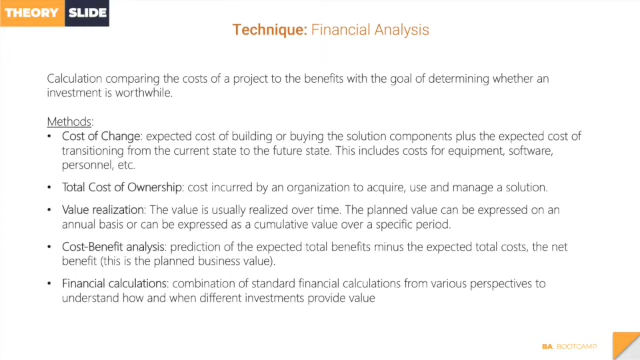 THEORY SLIDE
Technique: Financial Analysis
Calculation comparing the costs of a project to the benefits with the goal of determining whether an
investment is worthwhile.
Methods:
• Cost of Change: expected cost of building or buying the solution components plus the expected cost of
transitioning from the current state to the future state. This includes costs for equipment, software,
personnel, etc.
• Total Cost of Ownership: cost incurred by an organization to acquire, use and manage a solution.
• Value realization: The value is usually realized over time. The planned value can be expressed on an
annual basis or can be expressed as a cumulative value over a specific period.
• Cost-Benefit analysis: prediction of the expected total benefits minus the expected total costs, the net
benefit (this is the planned business value).
• Financial calculations: combination of standard financial calculations from various perspectives to
understand how and when different investments provide value
BA BOOTCAMP